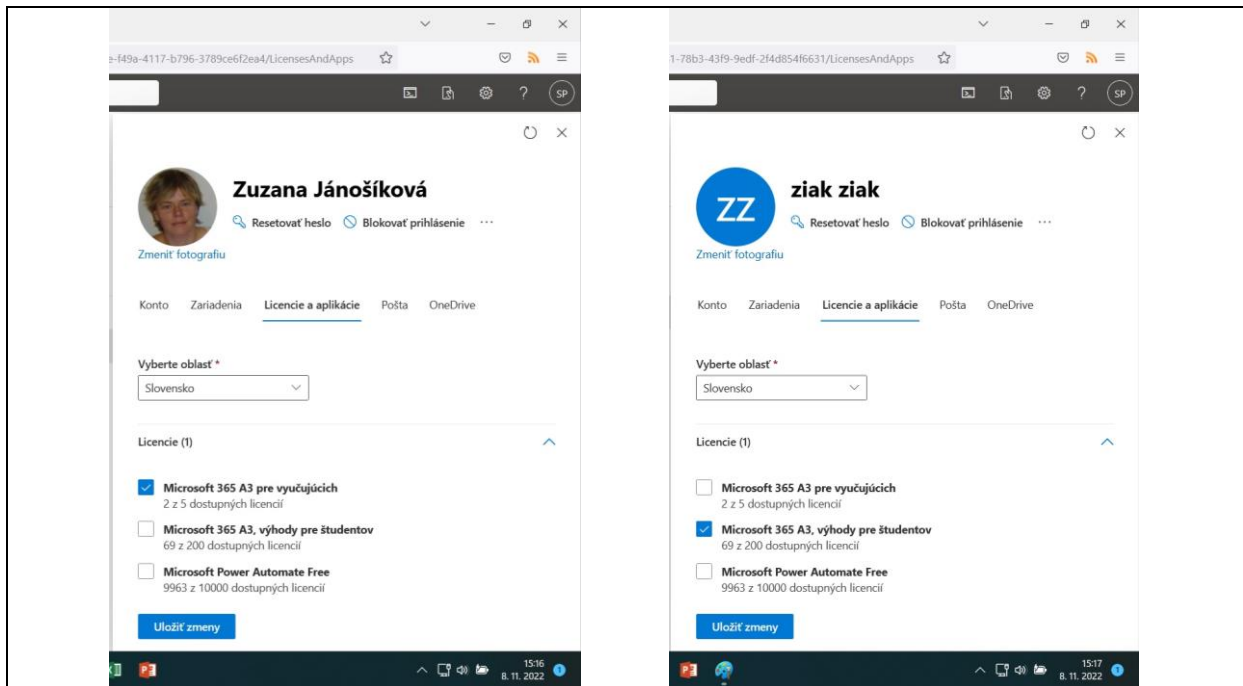 e-f49a-4117-b796-3789ce6f2ea4/LicensesAndApps
SP
Zuzana Jánošíková
Resetovať heslo Blokovať prihlásenie ...
Zmeniť fotografiu
Konto Zariadenia Licencie a aplikácie Pošta OneDrive
Vyberte oblasť *
Slovensko
Licencie (1)
Microsoft 365 A3 pre vyučujúcich
2 z 5 dostupných licencií
Microsoft 365 A3, výhody pre študentov
69 z 200 dostupných licencií
Microsoft Power Automate Free
9963 z 10000 dostupných licencií
Uložiť zmeny
15:16
8. 11. 2022
1-78b3-43f9-9edf-2f4d854f6631/LicensesAndApps
SP
ZZ
ziak ziak
Resetovať heslo Blokovať prihlásenie ...
Zmeniť fotografiu
Konto Zariadenia Licencie a aplikácie Pošta OneDrive
Vyberte oblasť *
Slovensko
Licencie (1)
Microsoft 365 A3 pre vyučujúcich
2 z 5 dostupných licencií
Microsoft 365 A3, výhody pre študentov
69 z 200 dostupných licencií
Microsoft Power Automate Free
9963 z 10000 dostupných licencií
Uložiť zmeny
15:17
8. 11. 2022